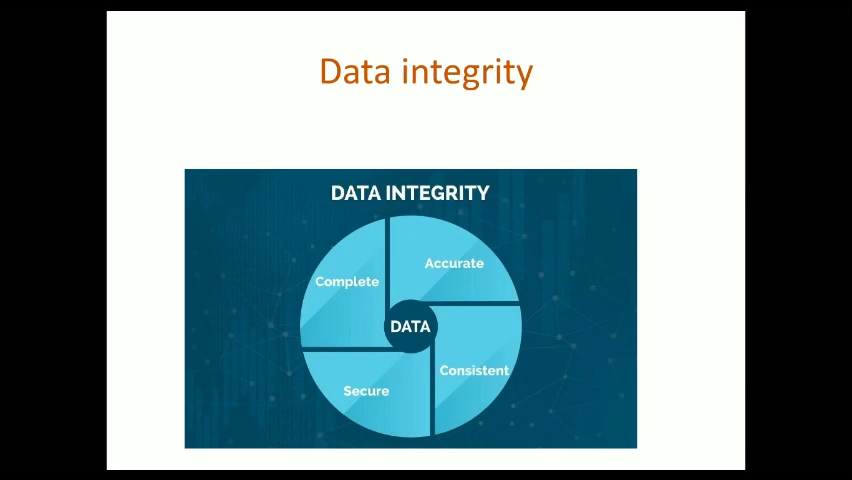 Data integrity
DATA INTEGRITY
Complete
Accurate
DATA
Secure
Consistent